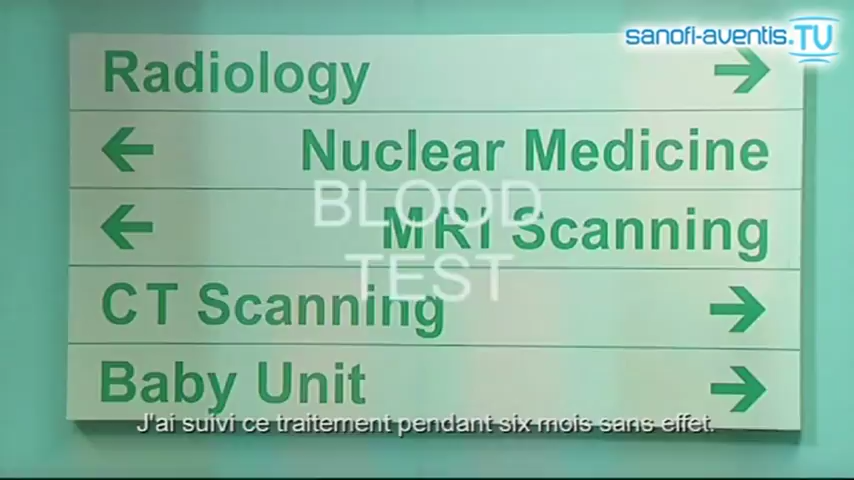 sanofi-aventis.TV
Radiology
Nuclear Medicine
BLOOD
MRI Scanning
TEST
CT Scanning
Baby Unit
J'ai suivi ce traitement pendant six mois sans effet.